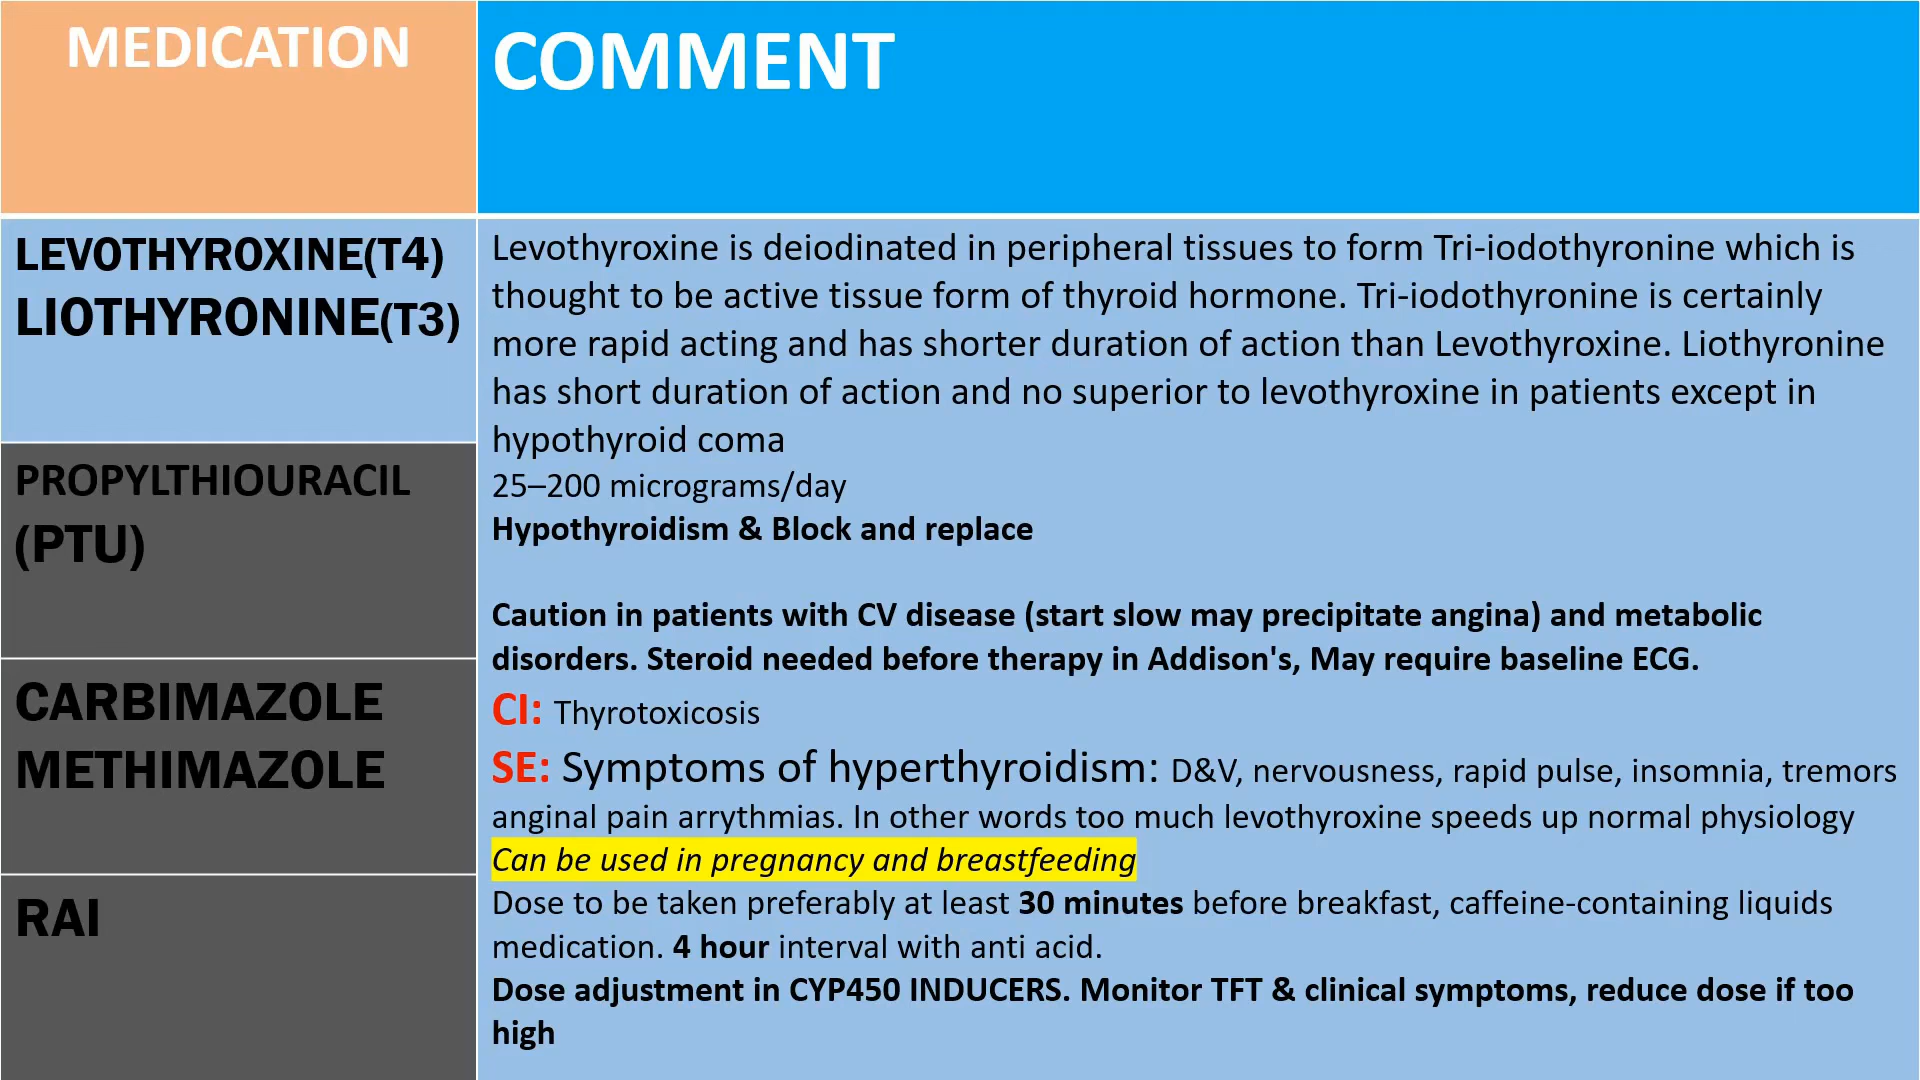 MEDICATION
COMMENT
LEVOTHYROXINE(T4)
LIOTHYRONINE(T3)
PROPYLTHIOURACIL
(PTU)
CARBIMAZOLE
METHIMAZOLE
RAI
Levothyroxine is deiodinated in peripheral tissues to form Tri-iodothyronine which is
thought to be active tissue form of thyroid hormone. Tri-iodothyronine is certainly
more rapid acting and has shorter duration of action than Levothyroxine. Liothyronine
has short duration of action and no superior to levothyroxine in patients except in
hypothyroid coma
25–200 micrograms/day
Hypothyroidism & Block and replace
Caution in patients with CV disease (start slow may precipitate angina) and metabolic
disorders. Steroid needed before therapy in Addison's, May require baseline ECG.
CI: Thyrotoxicosis
SE: Symptoms of hyperthyroidism: D&V, nervousness, rapid pulse, insomnia, tremors
anginal pain arrythmias. In other words too much levothyroxine speeds up normal physiology
Can be used in pregnancy and breastfeeding
Dose to be taken preferably at least 30 minutes before breakfast, caffeine-containing liquids
medication. 4 hour interval with anti acid.
Dose adjustment in CYP450 INDUCERS. Monitor TFT & clinical symptoms, reduce dose if too
high